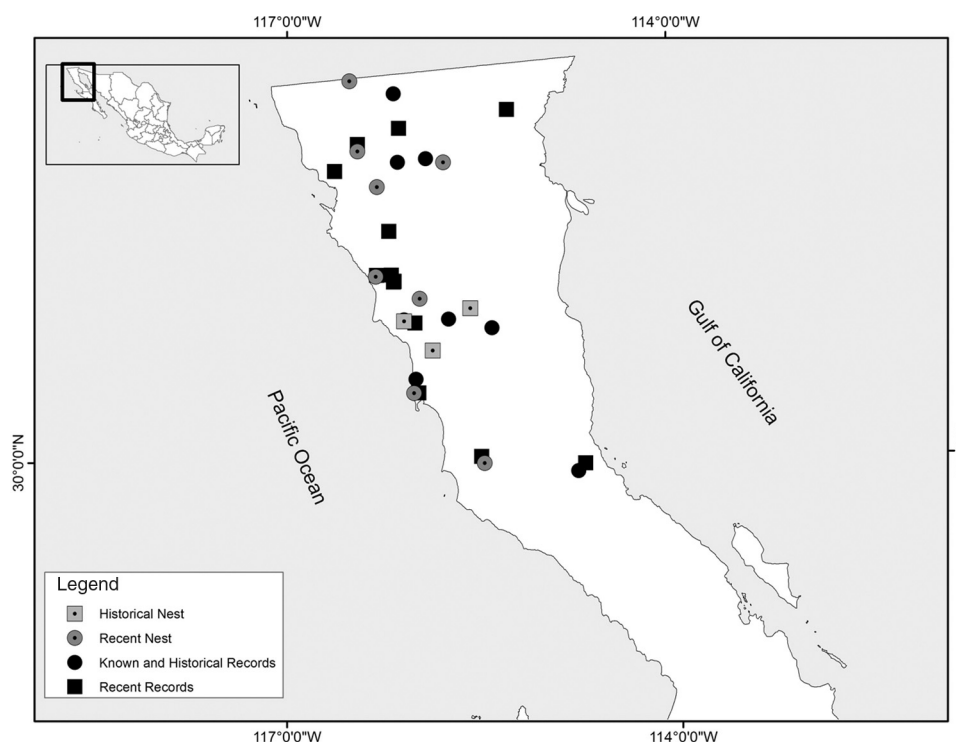 117°0'0"W
114°0'0"W
Gulf of California
Pacific Ocean
30°0'0"N
Legend
Historical Nest
Recent Nest
Known and Historical Records
Recent Records
117°0'0"W
114°0'0"W